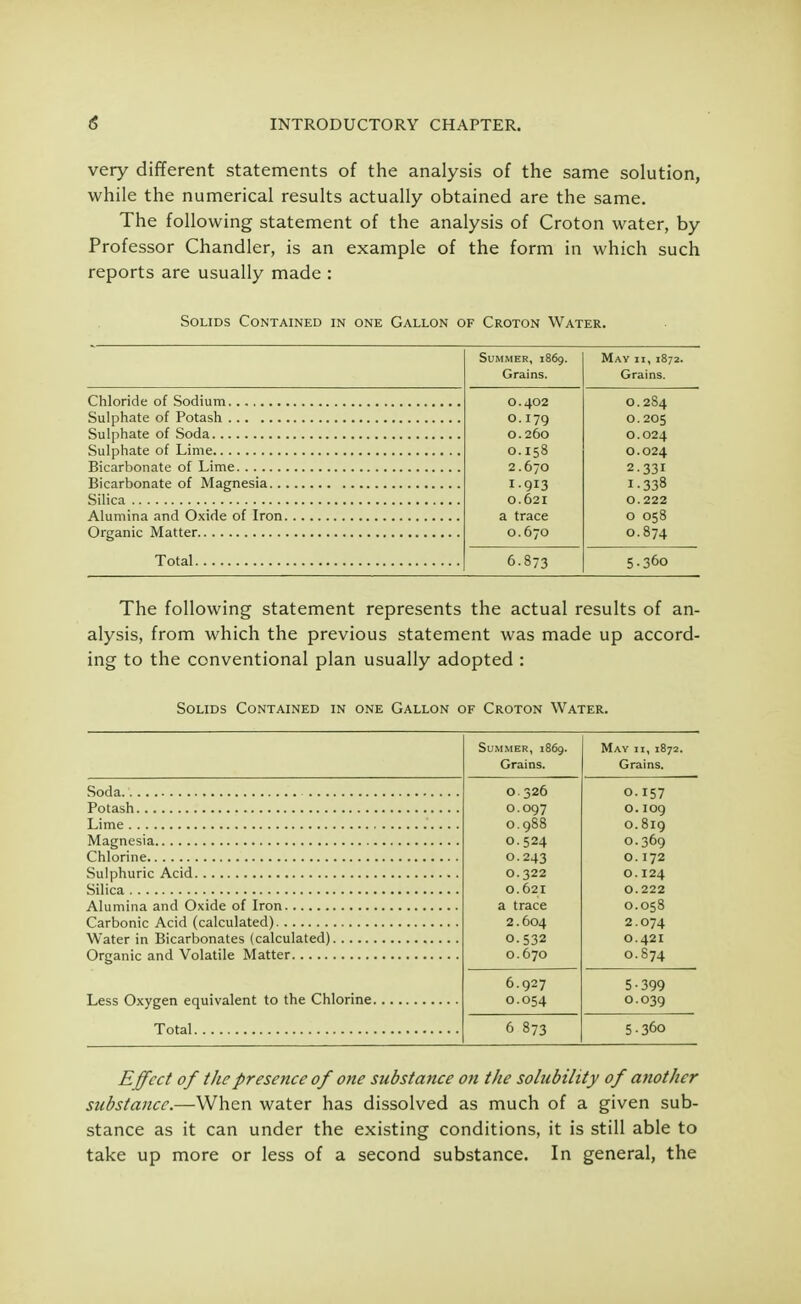 6 INTRODUCTORY CHAPTER.
very different statements of the analysis of the same solution,
while the numerical results actually obtained are the same.
The following statement of the analysis of Croton water, by
Professor Chandler, is an example of the form in which such
reports are usually made :
Solids Contained in one Gallon of Croton Water.
Summer, 1869. May 11, 1872.
Grains. Grains.
Chloride of Sodium........ 0.402 0.284
Sulphate of Potash ........ 0.179 0.205
Sulphate of Soda........ 0.260 0.024
Sulphate of Lime........ 0.158 0.024
Bicarbonate of Lime........ 2.670 2.331
Bicarbonate of Magnesia........ 1.913 1.338
Silica ........ 0.621 0.222
Alumina and Oxide of Iron........ a trace 0 058
Organic Matter........ 0.670 0.874
Total........ 6.873 5.360
The following statement represents the actual results of an-
alysis, from which the previous statement was made up accord-
ing to the conventional plan usually adopted :
Solids Contained in one Gallon of Croton Water.
Summer, 1869. May 11, 1872.
Grains. Grains.
Soda........ 0.326 0.157
Potash........ 0.097 0.109
Lime ........ 0.988 0.819
Magnesia........ 0.524 0.369
Chlorine........ 0.243 0.172
Sulphuric Acid........ 0.322 0.124
Silica ........ 0.621 0.222
Alumina and Oxide of Iron........ a trace 0.058
Carbonic Acid (calculated)........ 2.604 2.074
Water in Bicarbonates (calculated)........ 0.532 0.421
Organic and Volatile Matter........ 0.670 0.874
6.927 5.399
Less Oxygen equivalent to the Chlorine........ 0.054 0.039
Total........ 6 873 5.360
Effect of the presence of one substance on the solubility of another
substance.—When water has dissolved as much of a given sub-
stance as it can under the existing conditions, it is still able to
take up more or less of a second substance. In general, the